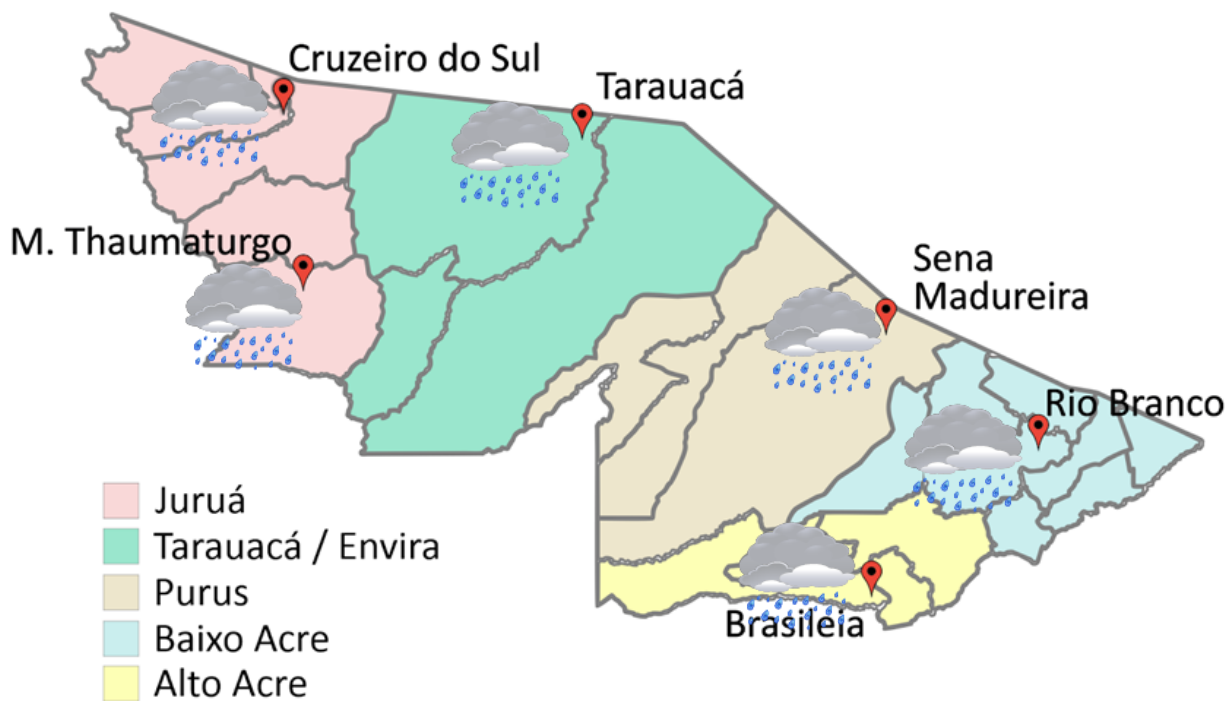 Cruzeiro do Sul
Tarauacá
M. Thaumaturgo
Sena
Madureira
Rio Branco
Brasileia
Juruá
Tarauacá / Envira
Purus
Baixo Acre
Alto Acre